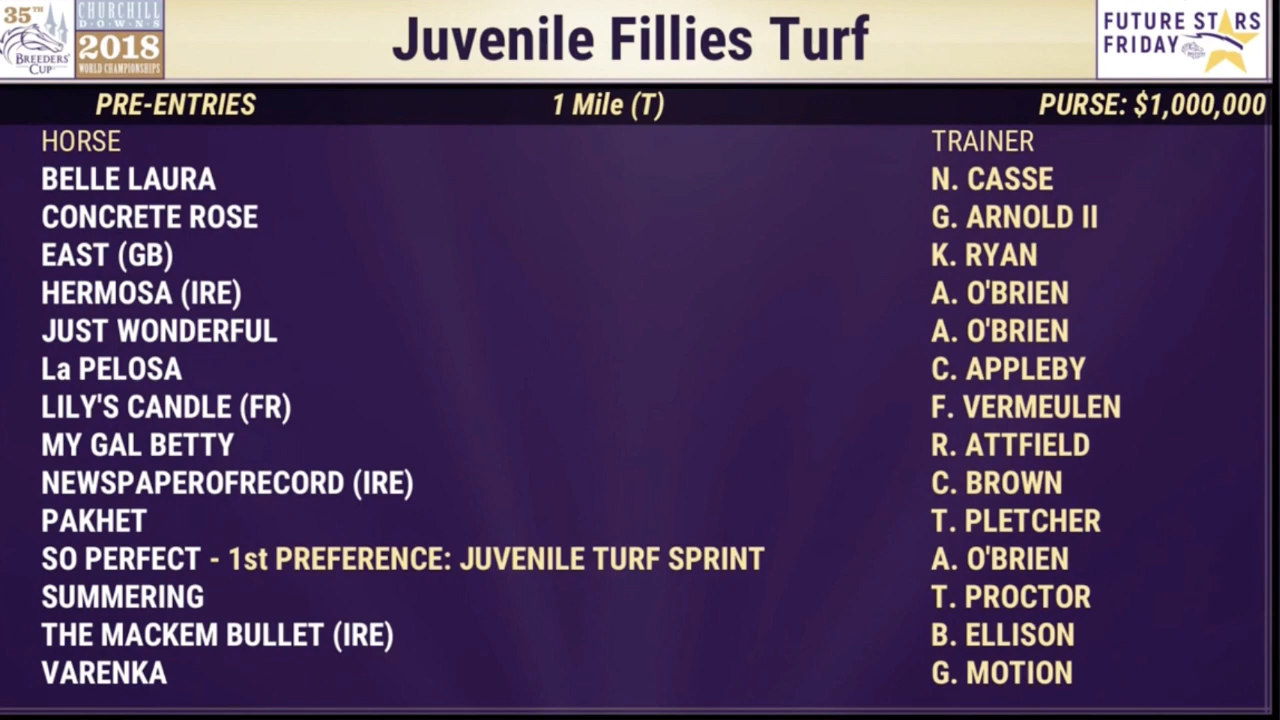 35TH BREEDERS' CUP
CHURCHILL DOWNS
2018
WORLD CHAMPIONSHIPS
Juvenile Fillies Turf
FUTURE STARS FRIDAY
PRE-ENTRIES 1 Mile (T) PURSE: $1,000,000
HORSE TRAINER
BELLE LAURA N. CASSE
CONCRETE ROSE G. ARNOLD II
EAST (GB) K. RYAN
HERMOSA (IRE) A. O'BRIEN
JUST WONDERFUL A. O'BRIEN
La PELOSA C. APPLEBY
LILY'S CANDLE (FR) F. VERMEULEN
MY GAL BETTY R. ATTFIELD
NEWSPAPEROFRECORD (IRE) C. BROWN
PAKHET T. PLETCHER
SO PERFECT - 1st PREFERENCE: JUVENILE TURF SPRINT A. O'BRIEN
SUMMERING T. PROCTOR
THE MACKEM BULLET (IRE) B. ELLISON
VARENKA G. MOTION